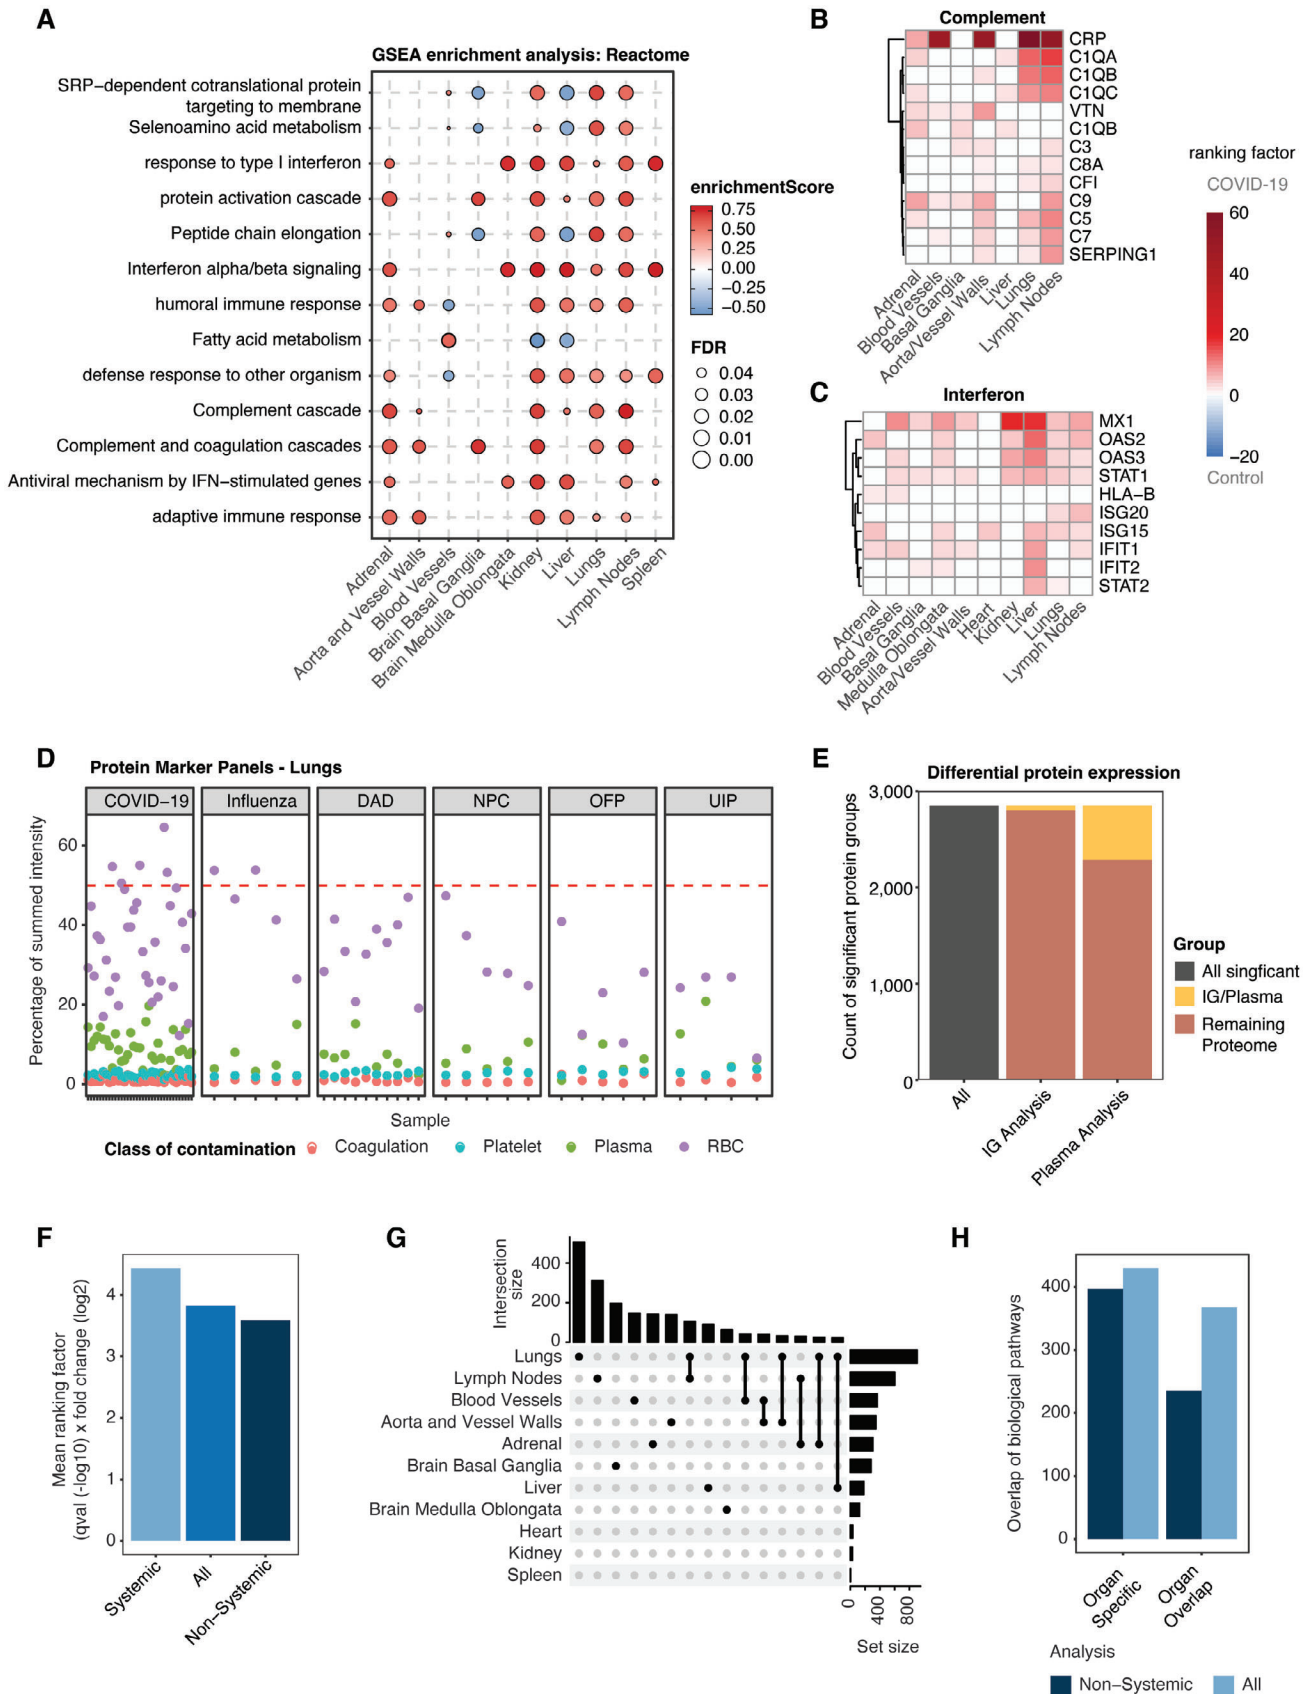 A
GSEA enrichment analysis: Reactome
SRP−dependent cotranslational protein
targeting to membrane
Selenoamino acid metabolism
response to type I interferon
protein activation cascade
Peptide chain elongation
Interferon alpha/beta signaling
humoral immune response
Fatty acid metabolism
defense response to other organism
Complement cascade
Complement and coagulation cascades
Antiviral mechanism by IFN−stimulated genes
adaptive immune response
Adrenal
Aorta and Vessel Walls
Blood Vessels
Brain Basal Ganglia
Brain Medulla Oblongata
Kidney
Liver
Lungs
Lymph Nodes
Spleen
enrichmentScore
0.75
0.50
0.25
0.00
−0.25
−0.50
FDR
0.04
0.03
0.02
0.01
0.00
B
Complement
CRP
C1QA
C1QB
C1QC
VTN
C1QB
C3
C8A
CFI
C9
C5
C7
SERPING1
Adrenal
Blood Vessels
Basal Ganglia
Aorta/Vessel Walls
Liver
Lungs
Lymph Nodes
ranking factor
COVID-19
60
40
20
0
−20
Control
C
Interferon
MX1
OAS2
OAS3
STAT1
HLA−B
ISG20
ISG15
IFIT1
IFIT2
STAT2
Adrenal
Blood Vessels
Basal Ganglia
Medulla Oblongata
Aorta/Vessel Walls
Heart
Kidney
Liver
Lungs
Lymph Nodes
D
Protein Marker Panels - Lungs
COVID−19
Influenza
DAD
NPC
OFP
UIP
Percentage of summed intensity
60
40
20
0
Sample
Class of contamination
Coagulation
Platelet
Plasma
RBC
E
Differential protein expression
Count of significant protein groups
3,000
2,000
1,000
0
All
IG Analysis
Plasma Analysis
Group
All singficant
IG/Plasma
Remaining
Proteome
F
Mean ranking factor
(qval (-log10) x fold change (log2)
4
3
2
1
0
Systemic
All
Non−Systemic
G
Intersection
size
400
200
0
Lungs
Lymph Nodes
Blood Vessels
Aorta and Vessel Walls
Adrenal
Brain Basal Ganglia
Liver
Brain Medulla Oblongata
Heart
Kidney
Spleen
0
400
800
Set size
H
Overlap of biological pathways
400
300
200
100
0
Organ
Specific
Organ
Overlap
Analysis
Non−Systemic
All